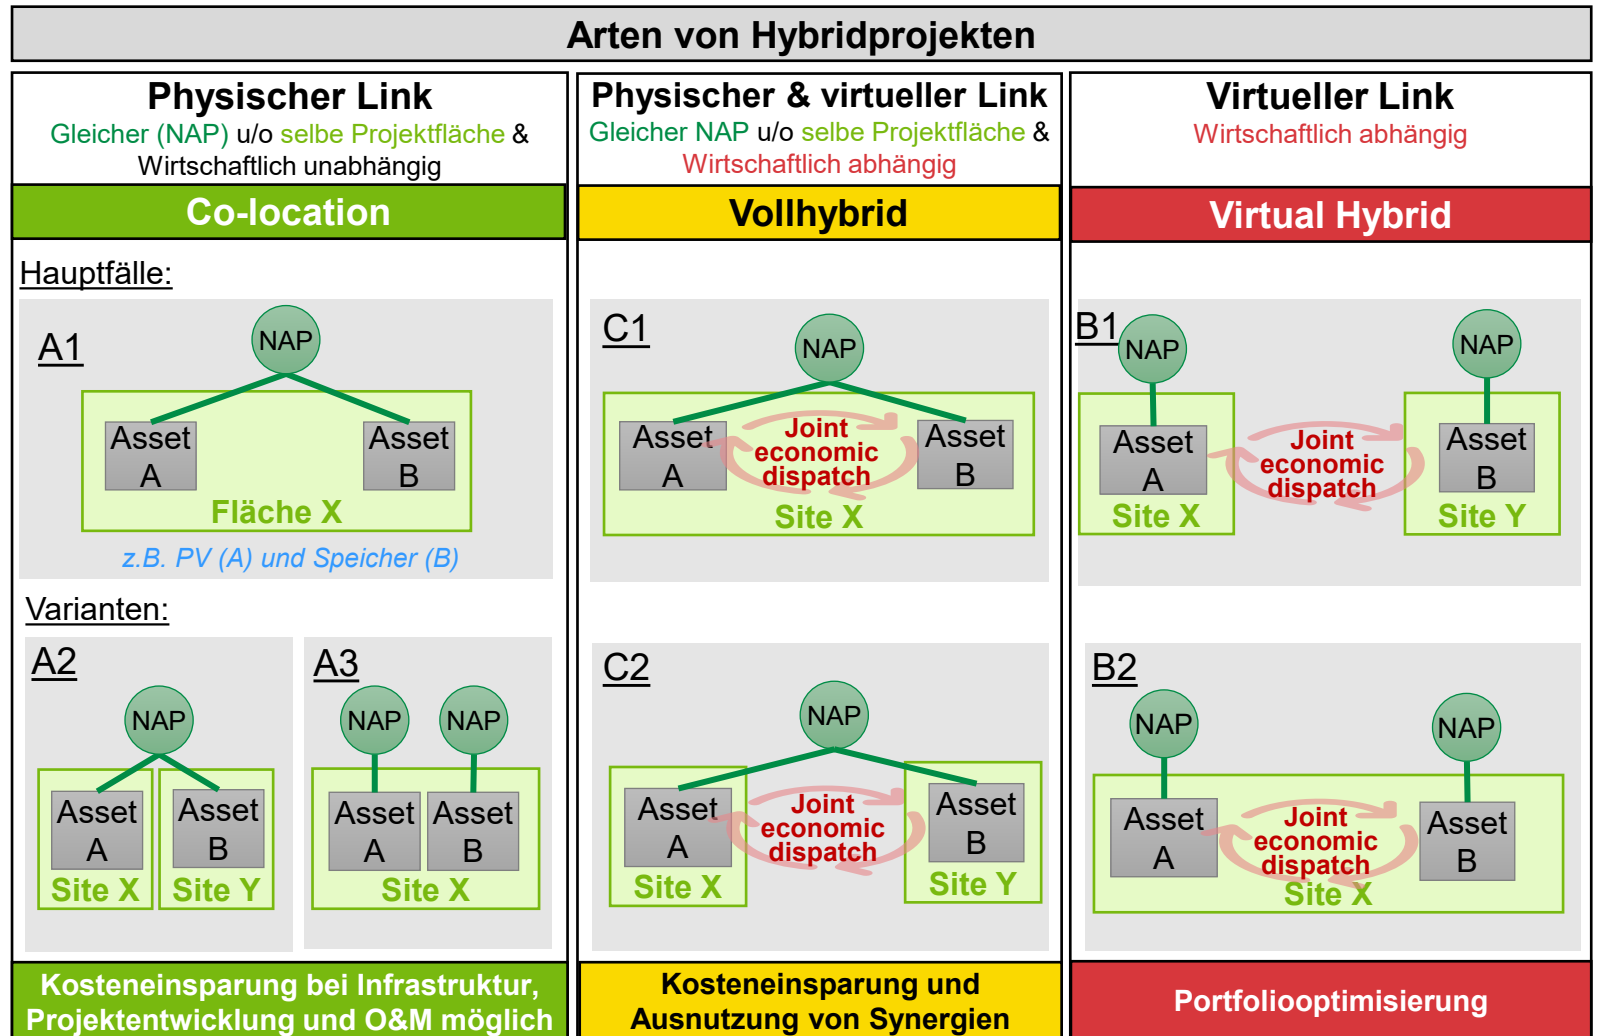 Arten von Hybridprojekten
Physischer Link
Gleicher (NAP) u/o selbe Projektfläche &
Wirtschaftlich unabhängig
Co-location
Hauptfälle:
A1
NAP
Asset
A
Asset
B
Fläche X
z.B. PV (A) und Speicher (B)
Varianten:
A2
NAP
Asset
A
Site X
Asset
B
Site Y
A3
NAP
NAP
Asset
A
Asset
B
Site X
Kosteneinsparung bei Infrastruktur,
Projektentwicklung und O&M möglich
Physischer & virtueller Link
Gleicher NAP u/o selbe Projektfläche &
Wirtschaftlich abhängig
Vollhybrid
C1
NAP
Asset
A
Joint
economic
dispatch
Asset
B
Site X
C2
NAP
Asset
A
Site X
Joint
economic
dispatch
Asset
B
Site Y
Kosteneinsparung und
Ausnutzung von Synergien
Virtueller Link
Wirtschaftlich abhängig
Virtual Hybrid
B1
NAP
NAP
Asset
A
Site X
Joint
economic
dispatch
Asset
B
Site Y
B2
NAP
NAP
Asset
A
Joint
economic
dispatch
Asset
B
Site X
Portfoliooptimisierung